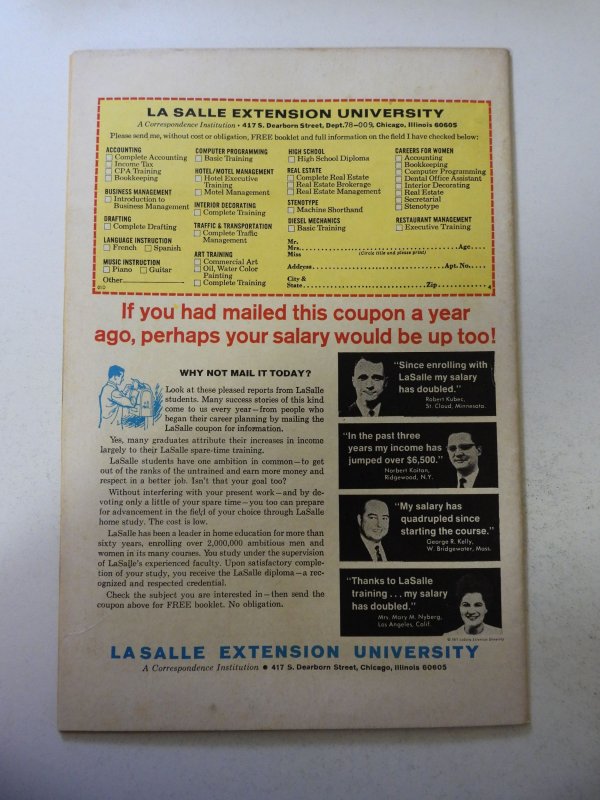 LA SALLE EXTENSION UNIVERSITY
A Correspondence Institution • 417 S. Dearborn Street, Dept. 78-009, Chicago, Illinois 60605
Please send me, without cost or obligation, FREE booklet and full information on the field I have checked below:
ACCOUNTING
Complete Accounting
Income Tax
CPA Training
Bookkeeping
BUSINESS MANAGEMENT
Introduction to
Business Management
DRAFTING
Complete Drafting
LANGUAGE INSTRUCTION
French Spanish
MUSIC INSTRUCTION
Piano Guitar
Other
COMPUTER PROGRAMMING
Basic Training
HOTEL/MOTEL MANAGEMENT
Hotel Executive
Training
Motel Management
INTERIOR DECORATING
Complete Training
TRAFFIC & TRANSPORTATION
Complete Traffic
Management
ART TRAINING
Commercial Art
Oil, Water Color
Painting
Complete Training
HIGH SCHOOL
High School Diploma
REAL ESTATE
Complete Real Estate
Real Estate Brokerage
Real Estate Management
STENOTYPE
Machine Shorthand
DIESEL MECHANICS
Basic Training
CAREERS FOR WOMEN
Accounting
Bookkeeping
Computer Programming
Dental Office Assistant
Interior Decorating
Real Estate
Secretarial
Stenotype
RESTAURANT MANAGEMENT
Executive Training
Mr.
Mrs. Age
Miss (Circle title and please print)
Address Apt. No.
City &
State Zip
If you had mailed this coupon a year
ago, perhaps your salary would be up too!
WHY NOT MAIL IT TODAY?
Look at these pleased reports from LaSalle
students. Many success stories of this kind
come to us every year—from people who
began their career planning by mailing the
LaSalle coupon for information.
Yes, many graduates attribute their increases in income
largely to their LaSalle spare-time training.
LaSalle students have one ambition in common—to get
out of the ranks of the untrained and earn more money and
respect in a better job. Isn't that your goal too?
Without interfering with your present work—and by de-
voting only a little of your spare time—you too can prepare
for advancement in the field of your choice through LaSalle
home study. The cost is low.
LaSalle has been a leader in home education for more than
sixty years, enrolling over 2,000,000 ambitious men and
women in its many courses. You study under the supervision
of LaSalle's experienced faculty. Upon satisfactory comple-
tion of your study, you receive the LaSalle diploma—a rec-
ognized and respected credential.
Check the subject you are interested in—then send the
coupon above for FREE booklet. No obligation.
"Since enrolling with
LaSalle my salary
has doubled."
Robert Kubec,
St. Cloud, Minnesota.
"In the past three
years my income has
jumped over $6,500."
Norbert Kaitan,
Ridgewood, N.Y.
"My salary has
quadrupled since
starting the course."
George R. Kelly,
W. Bridgewater, Mass.
"Thanks to LaSalle
training . . . my salary
has doubled."
Mrs. Mary M. Nyberg,
Los Angeles, Calif.
LA SALLE EXTENSION UNIVERSITY
A Correspondence Institution • 417 S. Dearborn Street, Chicago, Illinois 60605